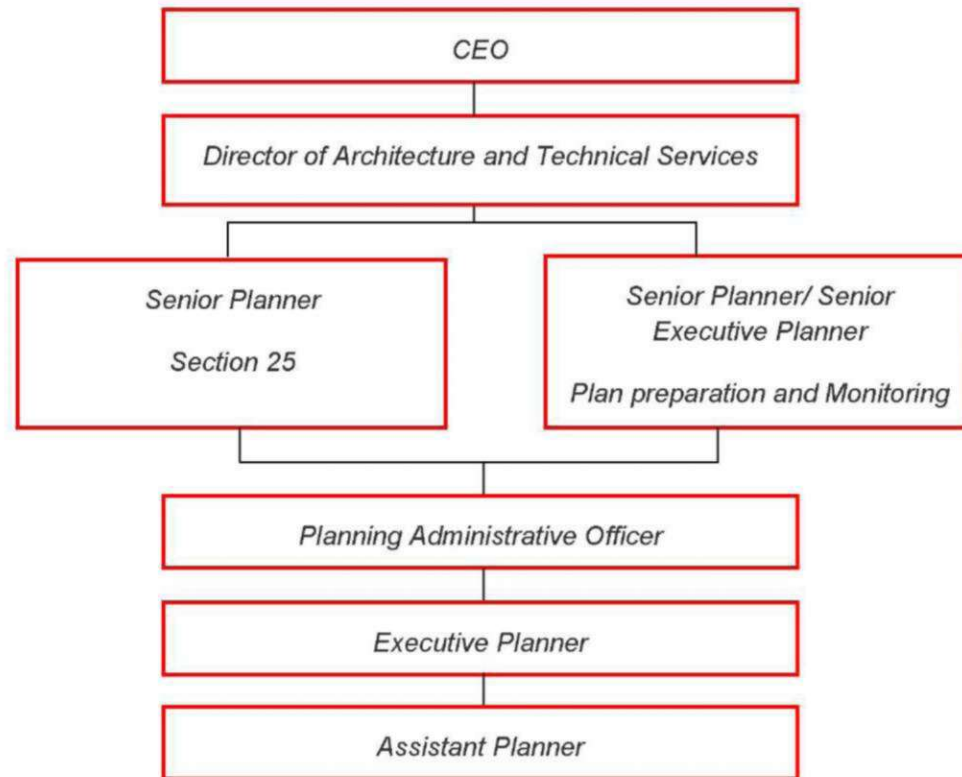 CEO
Director of Architecture and Technical Services
Senior Planner
Section 25
Senior Planner/ Senior
Executive Planner
Plan preparation and Monitoring
Planning Administrative Officer
Executive Planner
Assistant Planner